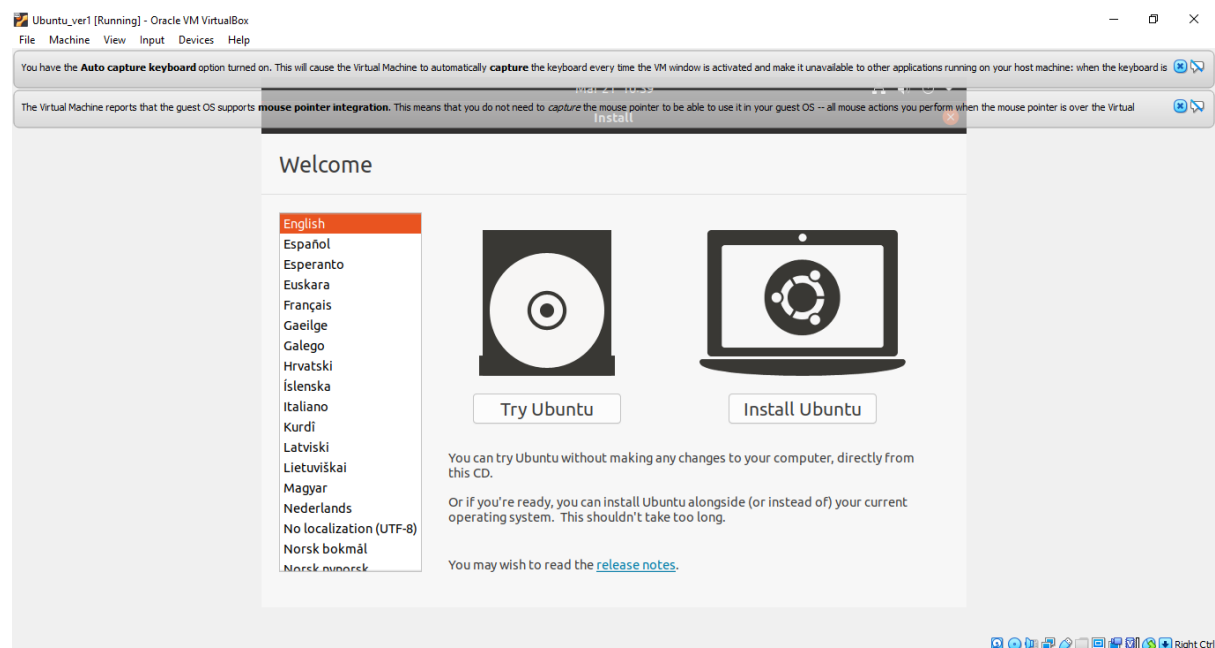 Ubuntu_ver1 [Running] - Oracle VM VirtualBox
File Machine View Input Devices Help
You have the Auto capture keyboard option turned on. This will cause the Virtual Machine to automatically capture the keyboard every time the VM window is activated and make it unavailable to other applications running on your host machine: when the keyboard is
Mar 21 10:39
The Virtual Machine reports that the guest OS supports mouse pointer integration. This means that you do not need to capture the mouse pointer to be able to use it in your guest OS -- all mouse actions you perform when the mouse pointer is over the Virtual
Install
Welcome
English
Español
Esperanto
Euskara
Français
Gaeilge
Galego
Hrvatski
Íslenska
Italiano
Kurdî
Latviski
Lietuviškai
Magyar
Nederlands
No localization (UTF-8)
Norsk bokmål
Norsk nynorsk
Try Ubuntu
Install Ubuntu
You can try Ubuntu without making any changes to your computer, directly from
this CD.
Or if you're ready, you can install Ubuntu alongside (or instead of) your current
operating system. This shouldn't take too long.
You may wish to read the release notes.
Right Ctrl